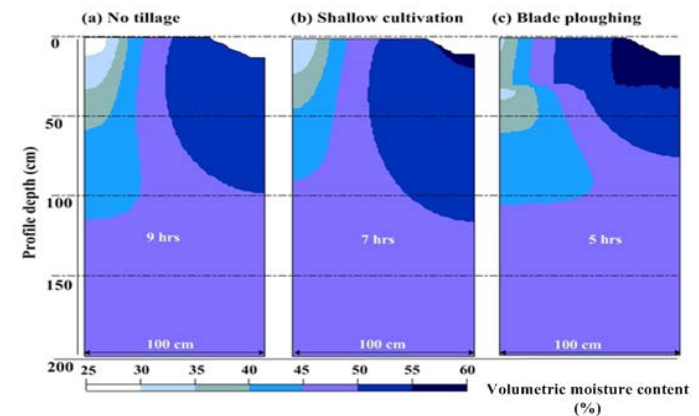 (a) No tillage (b) Shallow cultivation (c) Blade ploughing
0
50
100
150
200
Profile depth (cm)
9 hrs 7 hrs 5 hrs
100 cm 100 cm 100 cm
25 30 35 40 45 50 55 60
Volumetric moisture content
(%)